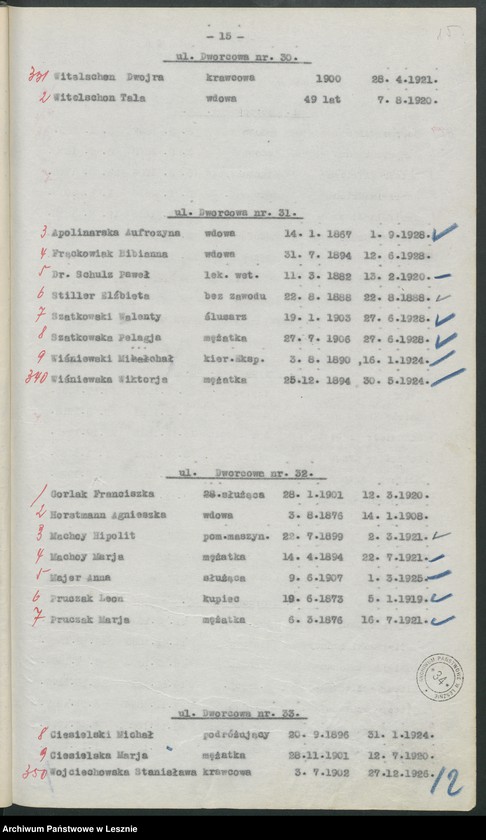 - 15 -
15.
ul. Dworcowa nr. 30.
331 Witelschon Dwojra krawcowa 1900 28. 4.1921.
2 Witelschon Tala wdowa 49 lat 7. 8.1920.
ul. Dworcowa nr. 31.
3 Apolinarska Aufrozyna wdowa 14. 1. 1867 1. 9.1928.
4 Frąckowiak Bibianna wdowa 31. 7. 1894 12. 6.1928.
5 Dr. Schulz Paweł lek. wet. 11. 3. 1882 13. 2.1920.
6 Stiller Elżbieta bez zawodu 22. 8. 1888 22. 8.1888.
7 Szatkowski Walenty ślusarz 19. 1. 1903 27. 6.1928.
8 Szatkowska Pelagja mężatka 27. 7. 1906 27. 6.1928.
9 Wiśniewski Michał kier.Eksp. 3. 8. 1890 16. 1.1924.
340 Wiśniewska Wiktorja mężatka 25.12. 1894 30. 5.1924.
ul. Dworcowa nr. 32.
1 Gorlak Franciszka służąca 28. 1.1901 12. 3.1920.
2 Horstmann Agnieszka wdowa 3. 8.1876 14. 1.1908.
3 Machoy Hipolit pom.maszyn. 22. 7.1899 2. 3.1921.
4 Machoy Marja mężatka 14. 4.1894 22. 7.1921.
5 Majer Anna służąca 9. 6.1907 1. 3.1925.
6 Pruczak Leon kupiec 19. 6.1873 5. 1.1919.
7 Pruczak Marja mężatka 6. 3.1876 16. 7.1921.
ARCHIWUM PAŃSTWOWE W LESZNIE
34
ul. Dworcowa nr. 33.
8 Ciesielski Michał podróżujący 20. 9.1896 31. 1.1924.
9 Ciesielska Marja mężatka 28.11.1901 12. 7.1920.
350 Wojciechowska Stanisława krawcowa 3. 7.1902 27.12.1926.
12
Archiwum Państwowe w Lesznie